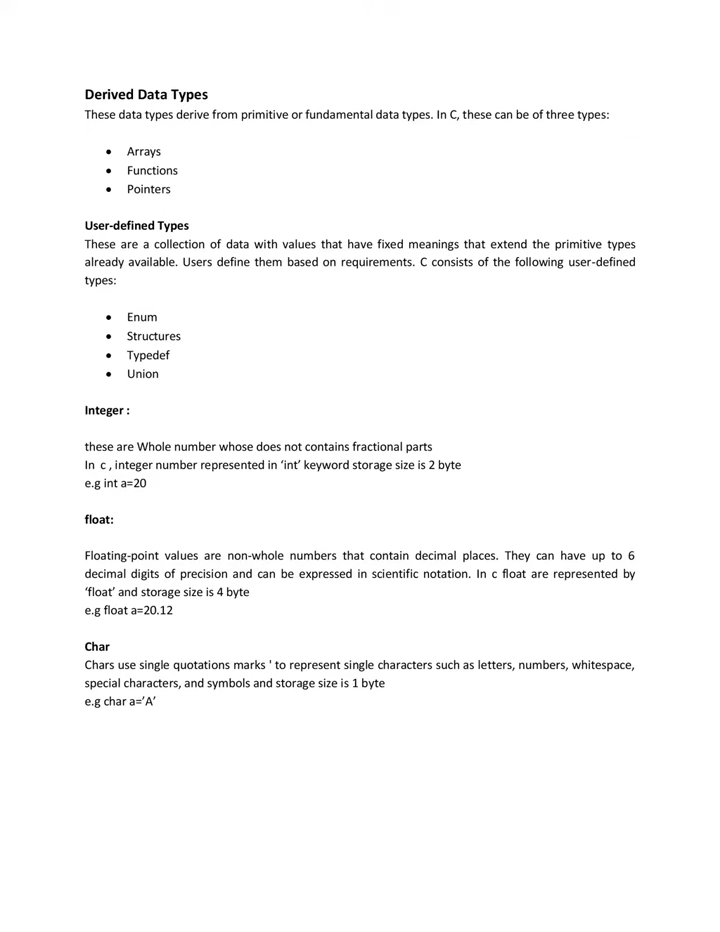 Derived Data Types
These data types derive from primitive or fundamental data types. In C, these can be of three types:
• Arrays
• Functions
• Pointers
User-defined Types
These are a collection of data with values that have fixed meanings that extend the primitive types
already available. Users define them based on requirements. C consists of the following user-defined
types:
• Enum
• Structures
• Typedef
• Union
Integer :
these are Whole number whose does not contains fractional parts
In c , integer number represented in ‘int’ keyword storage size is 2 byte
e.g int a=20
float:
Floating-point values are non-whole numbers that contain decimal places. They can have up to 6
decimal digits of precision and can be expressed in scientific notation. In c float are represented by
‘float’ and storage size is 4 byte
e.g float a=20.12
Char
Chars use single quotations marks ' to represent single characters such as letters, numbers, whitespace,
special characters, and symbols and storage size is 1 byte
e.g char a=’A’